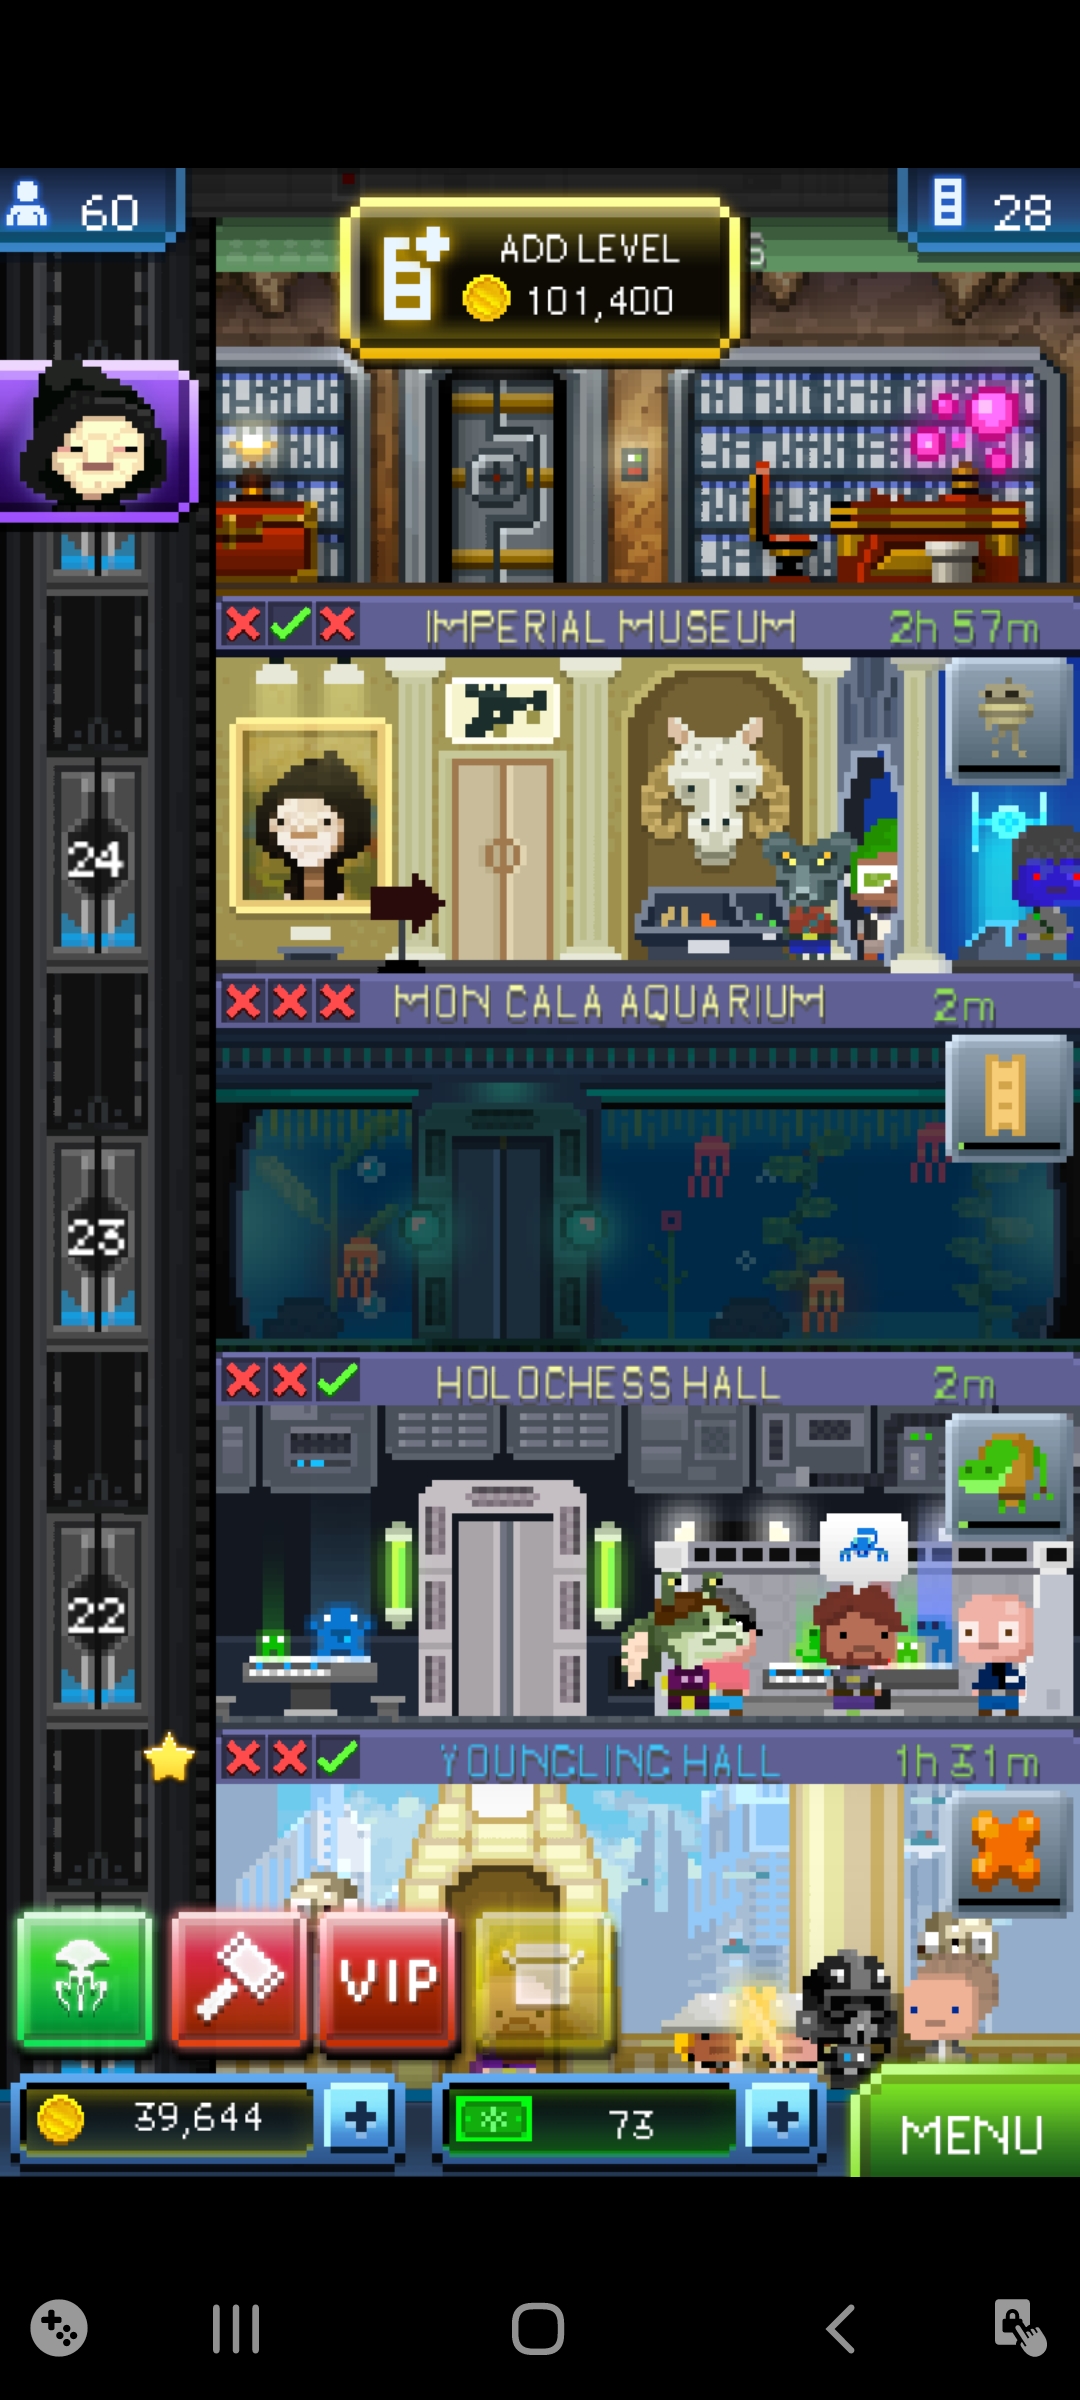 60
28
ADD LEVEL
101,400
IMPERIAL MUSEUM 2h 57m
24
MON CALA AQUARIUM 2m
23
HOLOCHESS HALL 2m
22
YOUNGLING HALL 1h 31m
VIP
39,644
73
MENU